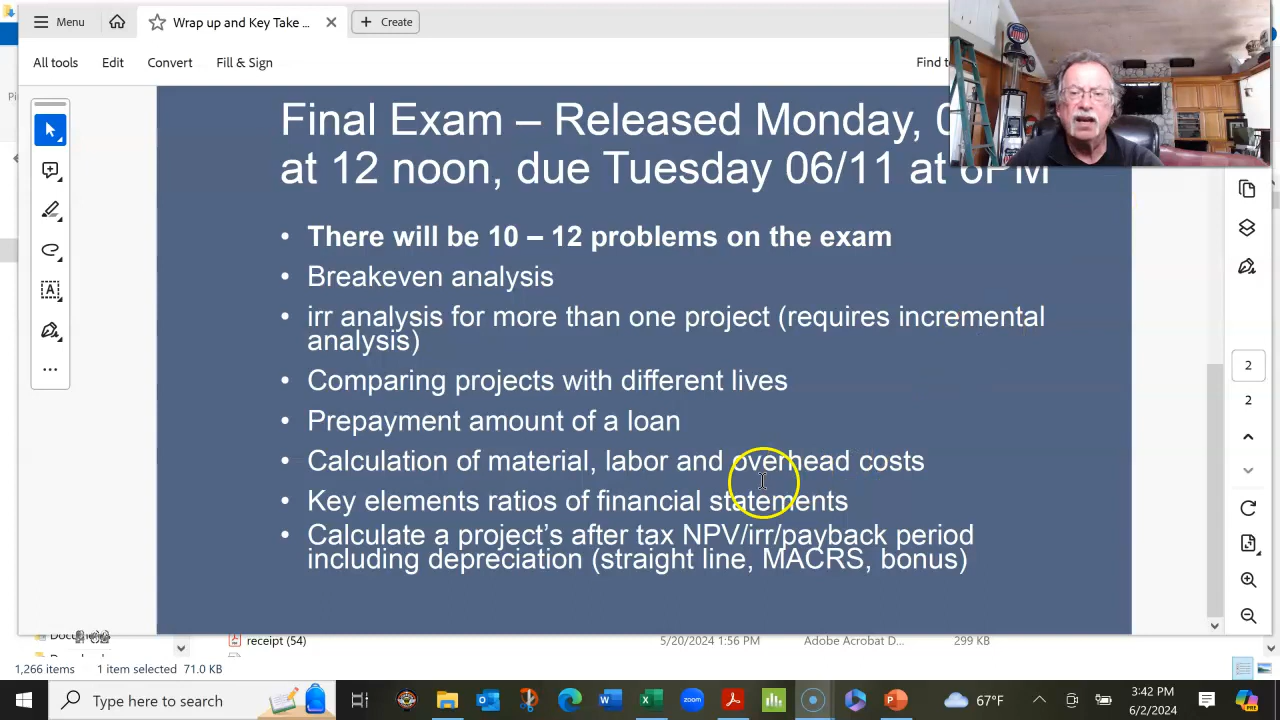 Menu
Wrap up and Key Take ...
Create
All tools
Edit
Convert
Fill & Sign
Find
Final Exam – Released Monday,
at 12 noon, due Tuesday 06/11 at 6PM
• There will be 10 – 12 problems on the exam
• Breakeven analysis
• irr analysis for more than one project (requires incremental
analysis)
• Comparing projects with different lives
• Prepayment amount of a loan
• Calculation of material, labor and overhead costs
• Key elements ratios of financial statements
• Calculate a project's after tax NPV/irr/payback period
including depreciation (straight line, MACRS, bonus)
2
2
receipt (54)
5/20/2024 1:56 PM
Adobe Acrobat D...
299 KB
1,266 items
1 item selected 71.0 KB
Type here to search
zoom
67°F
3:42 PM
6/2/2024